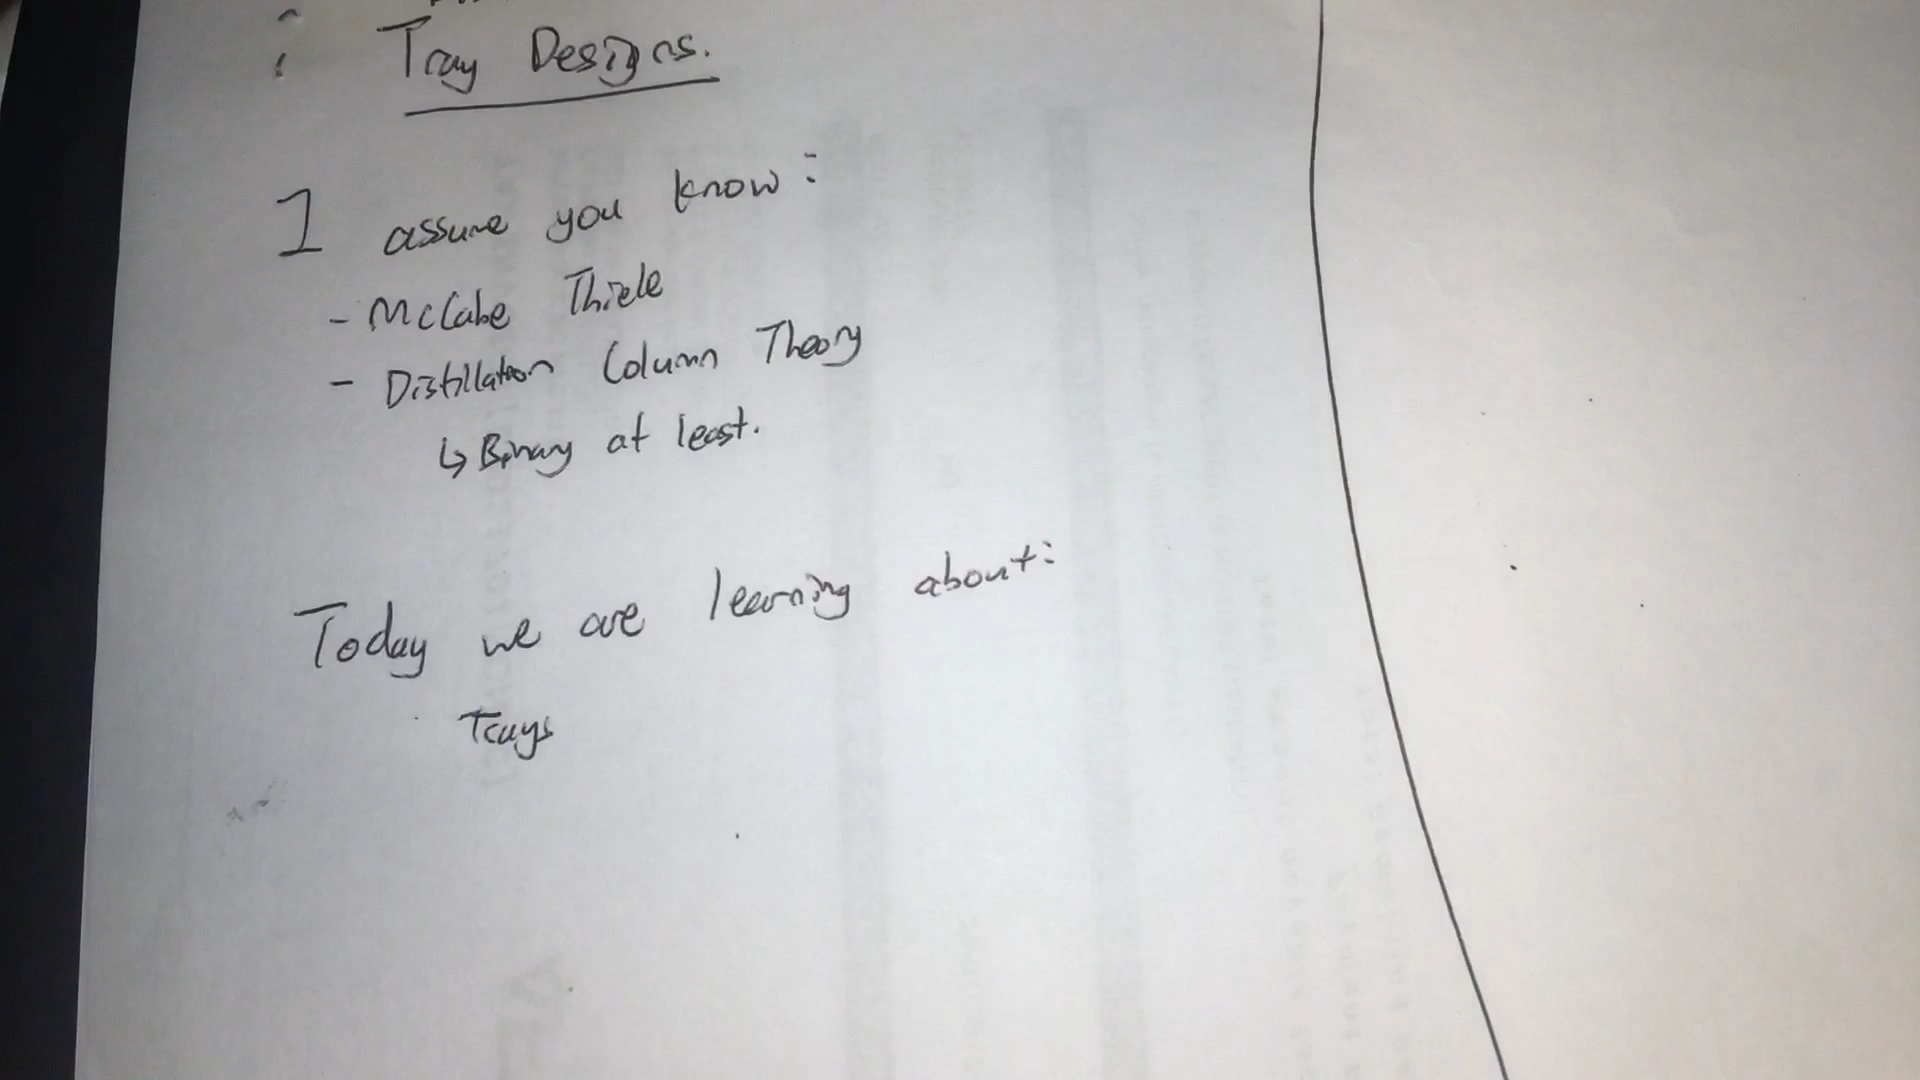 Tray Designs.
I assume you know:
- McCabe Thiele
- Distillation Column Theory
↳ Binary at least.
Today we are learning about:
Trays